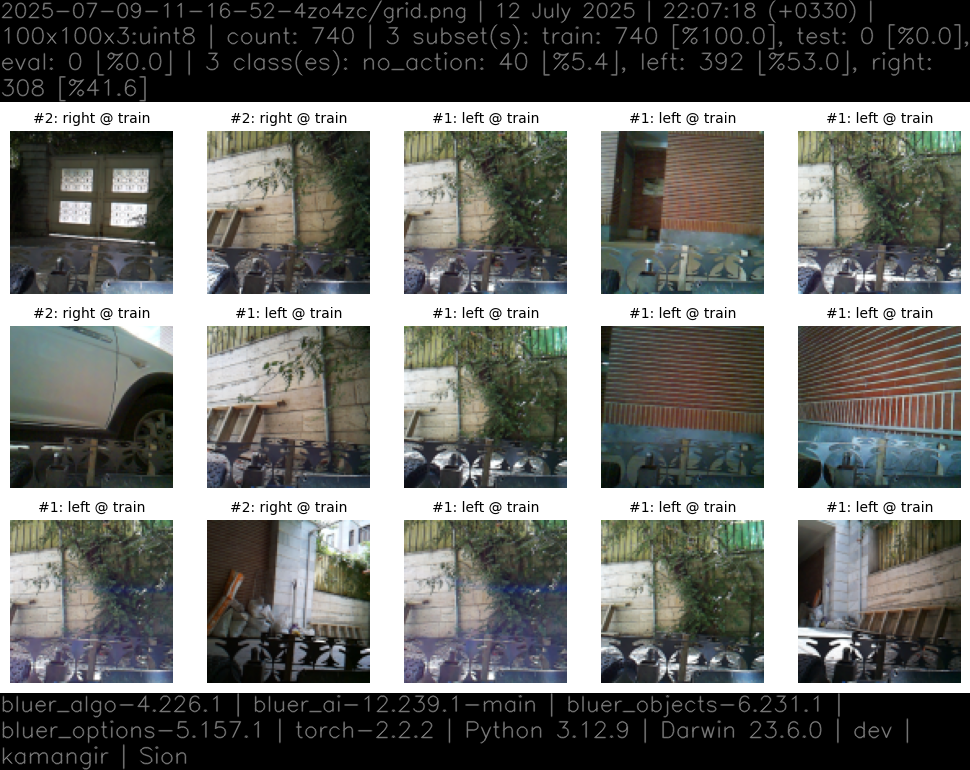 2025-07-09-11-16-52-4zo4zc/grid.png | 12 July 2025 | 22:07:18 (+0330) |
100x100x3:uint8 | count: 740 | 3 subset(s): train: 740 [%100.0], test: 0 [%0.0],
eval: 0 [%0.0] | 3 class(es): no_action: 40 [%5.4], left: 392 [%53.0], right:
308 [%41.6]
#2: right @ train #2: right @ train #1: left @ train #1: left @ train #1: left @ train
#2: right @ train #1: left @ train #1: left @ train #1: left @ train #1: left @ train
#1: left @ train #2: right @ train #1: left @ train #1: left @ train #1: left @ train
bluer_algo-4.226.1 | bluer_ai-12.239.1-main | bluer_objects-6.231.1 |
bluer_options-5.157.1 | torch-2.2.2 | Python 3.12.9 | Darwin 23.6.0 | dev |
kamangir | Sion